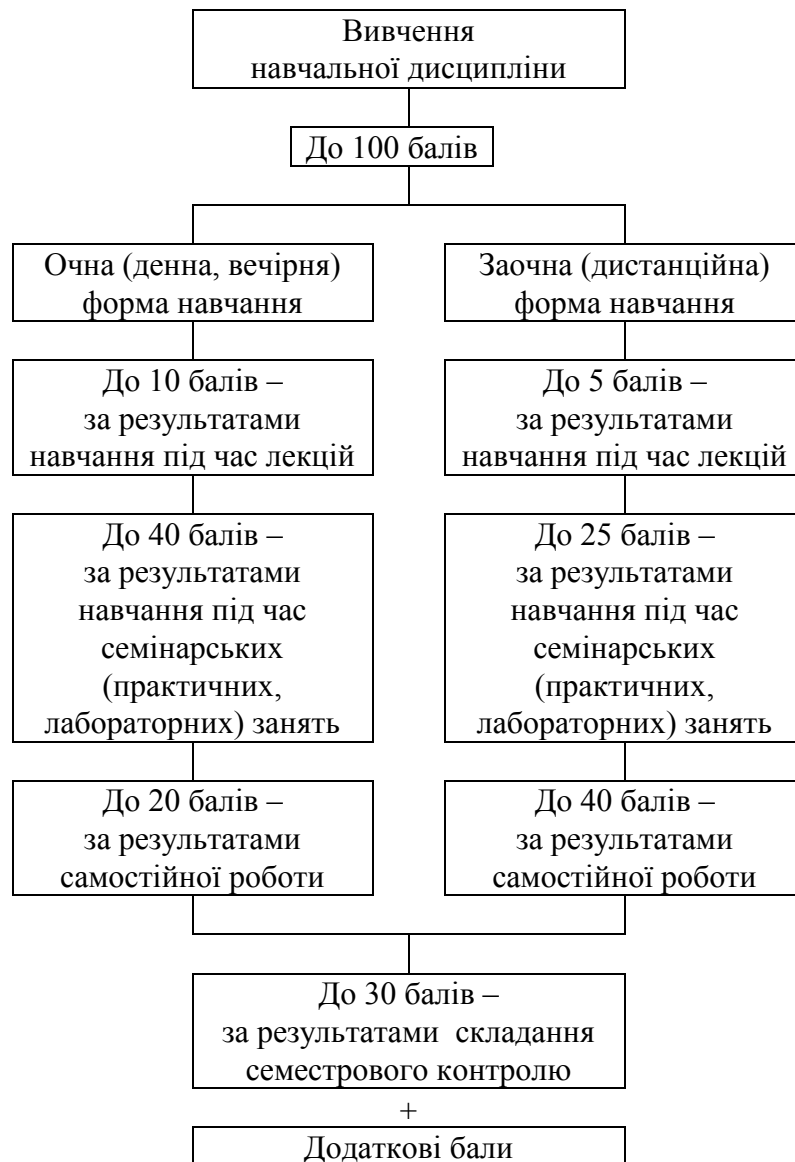 Вивчення
навчальної дисципліни
До 100 балів
Очна (денна, вечірня)
форма навчання
До 10 балів –
за результатами
навчання під час лекцій
До 40 балів –
за результатами
навчання під час
семінарських
(практичних,
лабораторних) занять
До 20 балів –
за результатами
самостійної роботи
Заочна (дистанційна)
форма навчання
До 5 балів –
за результатами
навчання під час лекцій
До 25 балів –
за результатами
навчання під час
семінарських
(практичних,
лабораторних) занять
До 40 балів –
за результатами
самостійної роботи
До 30 балів –
за результатами складання
семестрового контролю
+
Додаткові бали